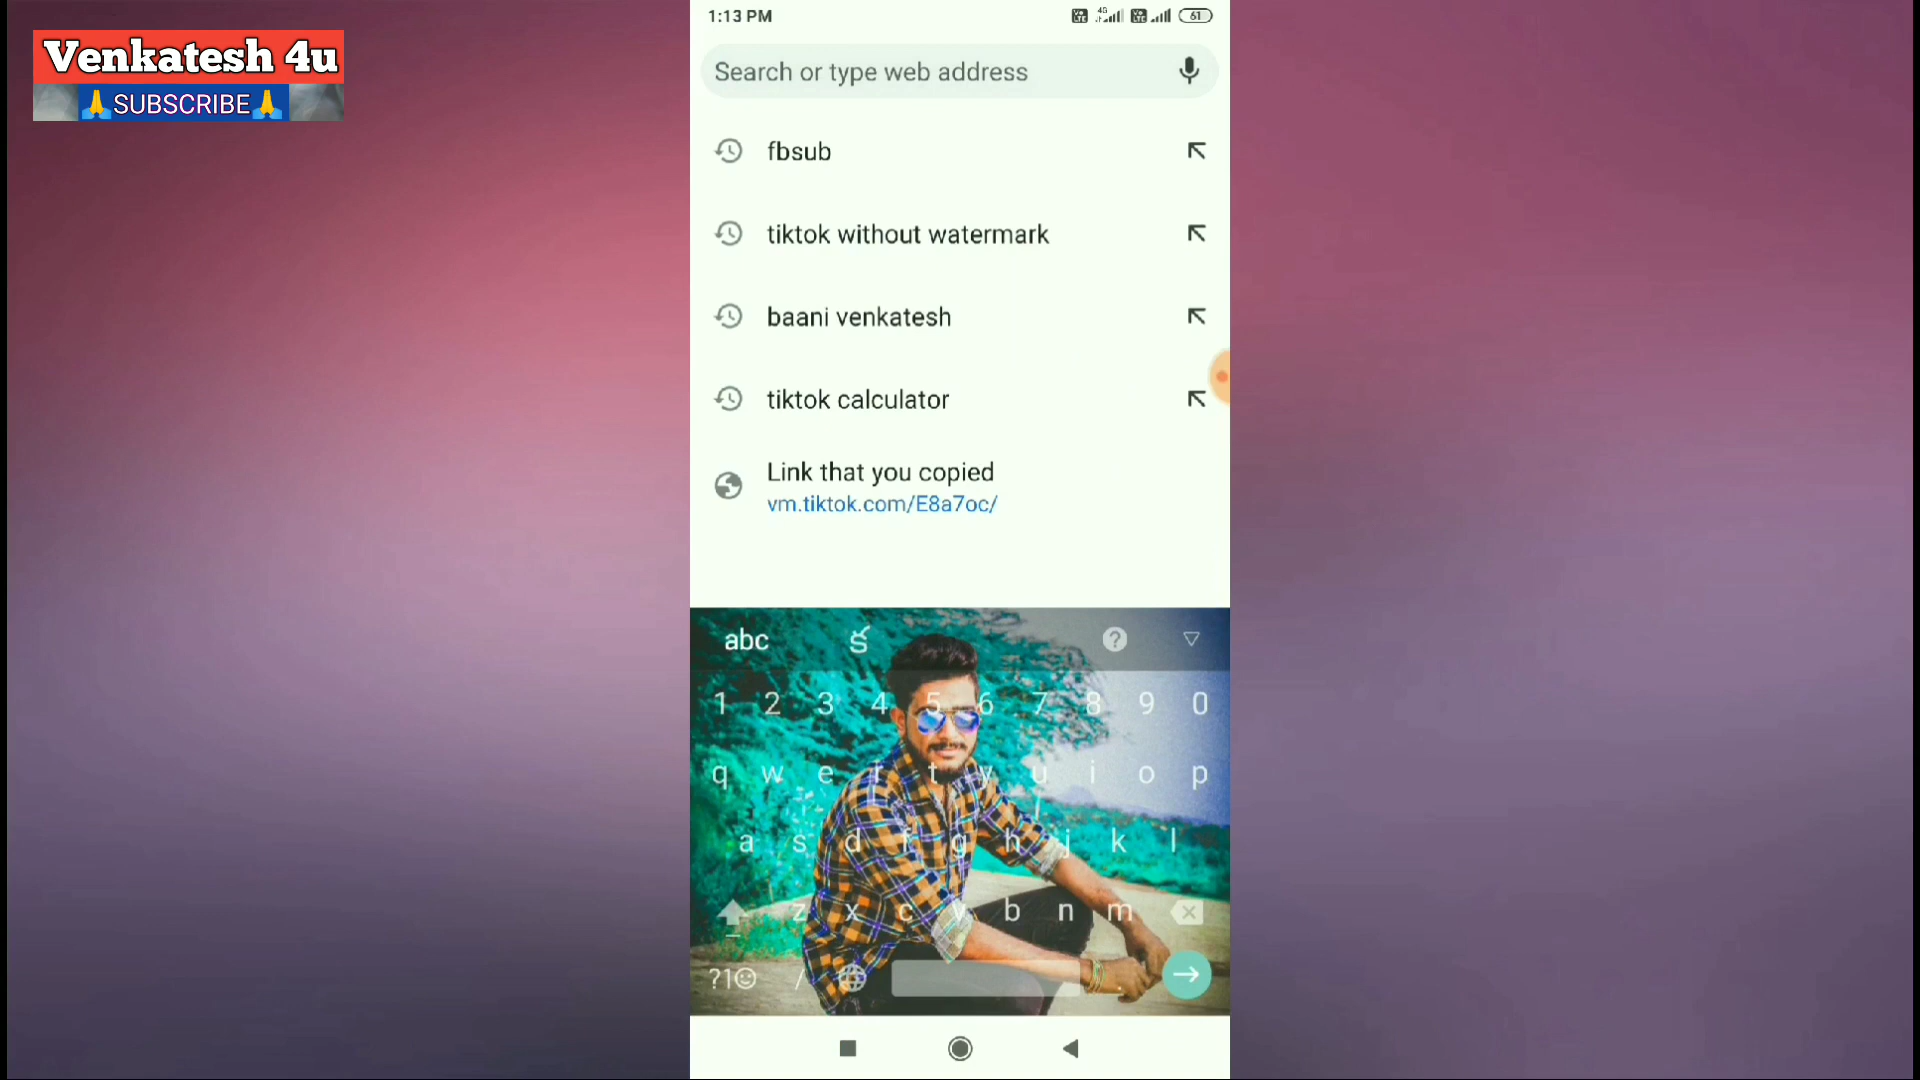 Venkatesh 4u
🙏SUBSCRIBE🙏
1:13 PM
4G
61
Search or type web address
fbsub
tiktok without watermark
baani venkatesh
tiktok calculator
Link that you copied
vm.tiktok.com/E8a7oc/
abc
?
1 2 3 4 5 6 7 8 9 0
q w e r t y u i o p
a s d f g h j k l
z x c v b n m
?1☺ / .